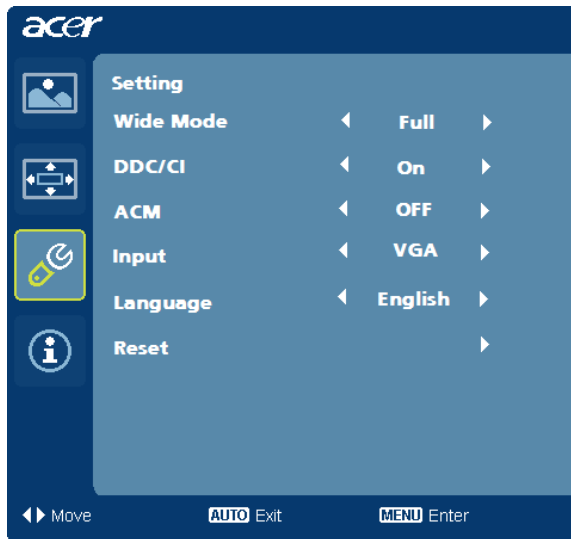 acer
Setting
Wide Mode Full
DDC/CI On
ACM OFF
Input VGA
Language English
Reset
Move AUTO Exit MENU Enter